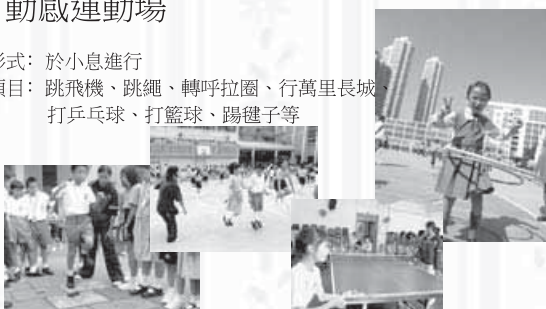 動感運動場
形式：於小息進行
項目：跳飛機、跳繩、轉呼拉圈、行萬里長城、
打乒乓球、打籃球、踢毽子等